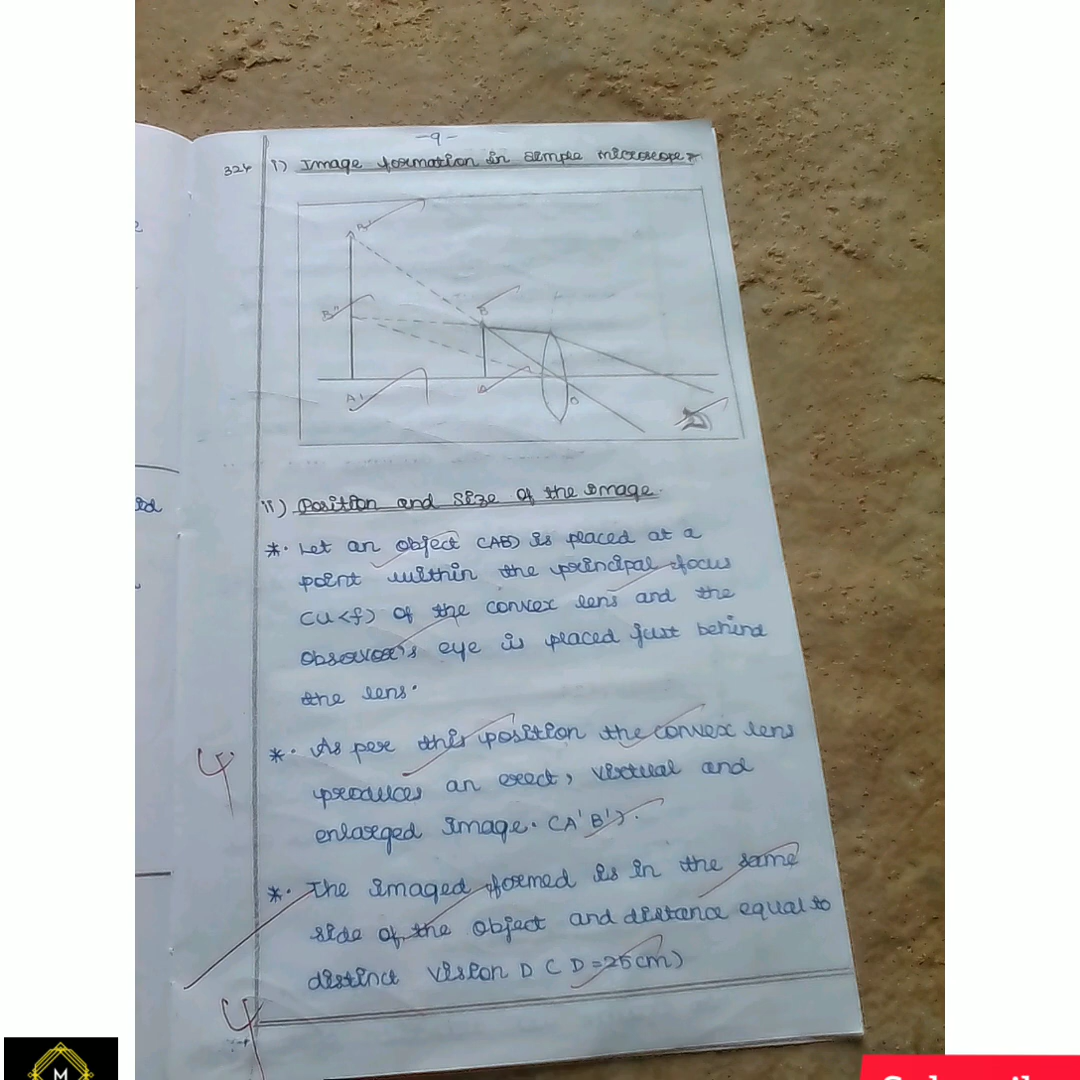 -9-
324 i) Image formation in simple microscope *
B'
B"
B
A'
A
O
ii) Position and Size of the image.
*. Let an object (AB) is placed at a
point within the principal focus
(u<f) of the convex lens and the
observer's eye is placed just behind
the lens.
*. As per this position the convex lens
produces an erect, virtual and
enlarged image. (A'B').
*. The imaged formed is in the same
side of the object and distance equal to
distinct vision D ( D=25cm)
M